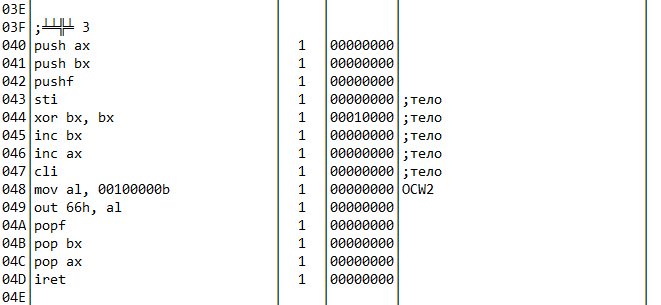 03E
03F ;╧╧╬╧ 3
040 push ax 1 00000000
041 push bx 1 00000000
042 pushf 1 00000000
043 sti 1 00000000 ;тело
044 xor bx, bx 1 00010000 ;тело
045 inc bx 1 00000000 ;тело
046 inc ax 1 00000000 ;тело
047 cli 1 00000000 ;тело
048 mov al, 00100000b 1 00000000 OCW2
049 out 66h, al 1 00000000
04A popf 1 00000000
04B pop bx 1 00000000
04C pop ax 1 00000000
04D iret 1 00000000
04E